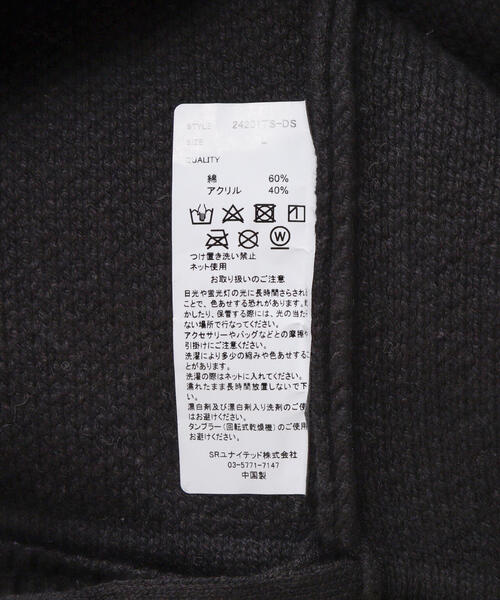 STYLE
SIZE
QUALITY
綿 60%
アクリル 40%
W
つけ置き洗い禁止
ネット使用
お取り扱いのご注意
日光や蛍光灯の光に長時間さらされ
ことで、色あせする恐れがあります。
かしたり、保管する際には、光の当た
ない場所で行なってください。
アクセサリーやバッグなどとの摩擦や
引掛けにご注意下さい。
洗濯により多少の縮みや色あせするこ
とがあります。
洗濯の際はネットに入れてください。
濡れたまま長時間放置しないで下
い。
漂白剤及び漂白剤入り洗剤のご使
はお避けください。
タンブラー(回転式乾燥機)のご使
お避けください。
SRユナイテッド株式会社
03-5771-7147
中国製